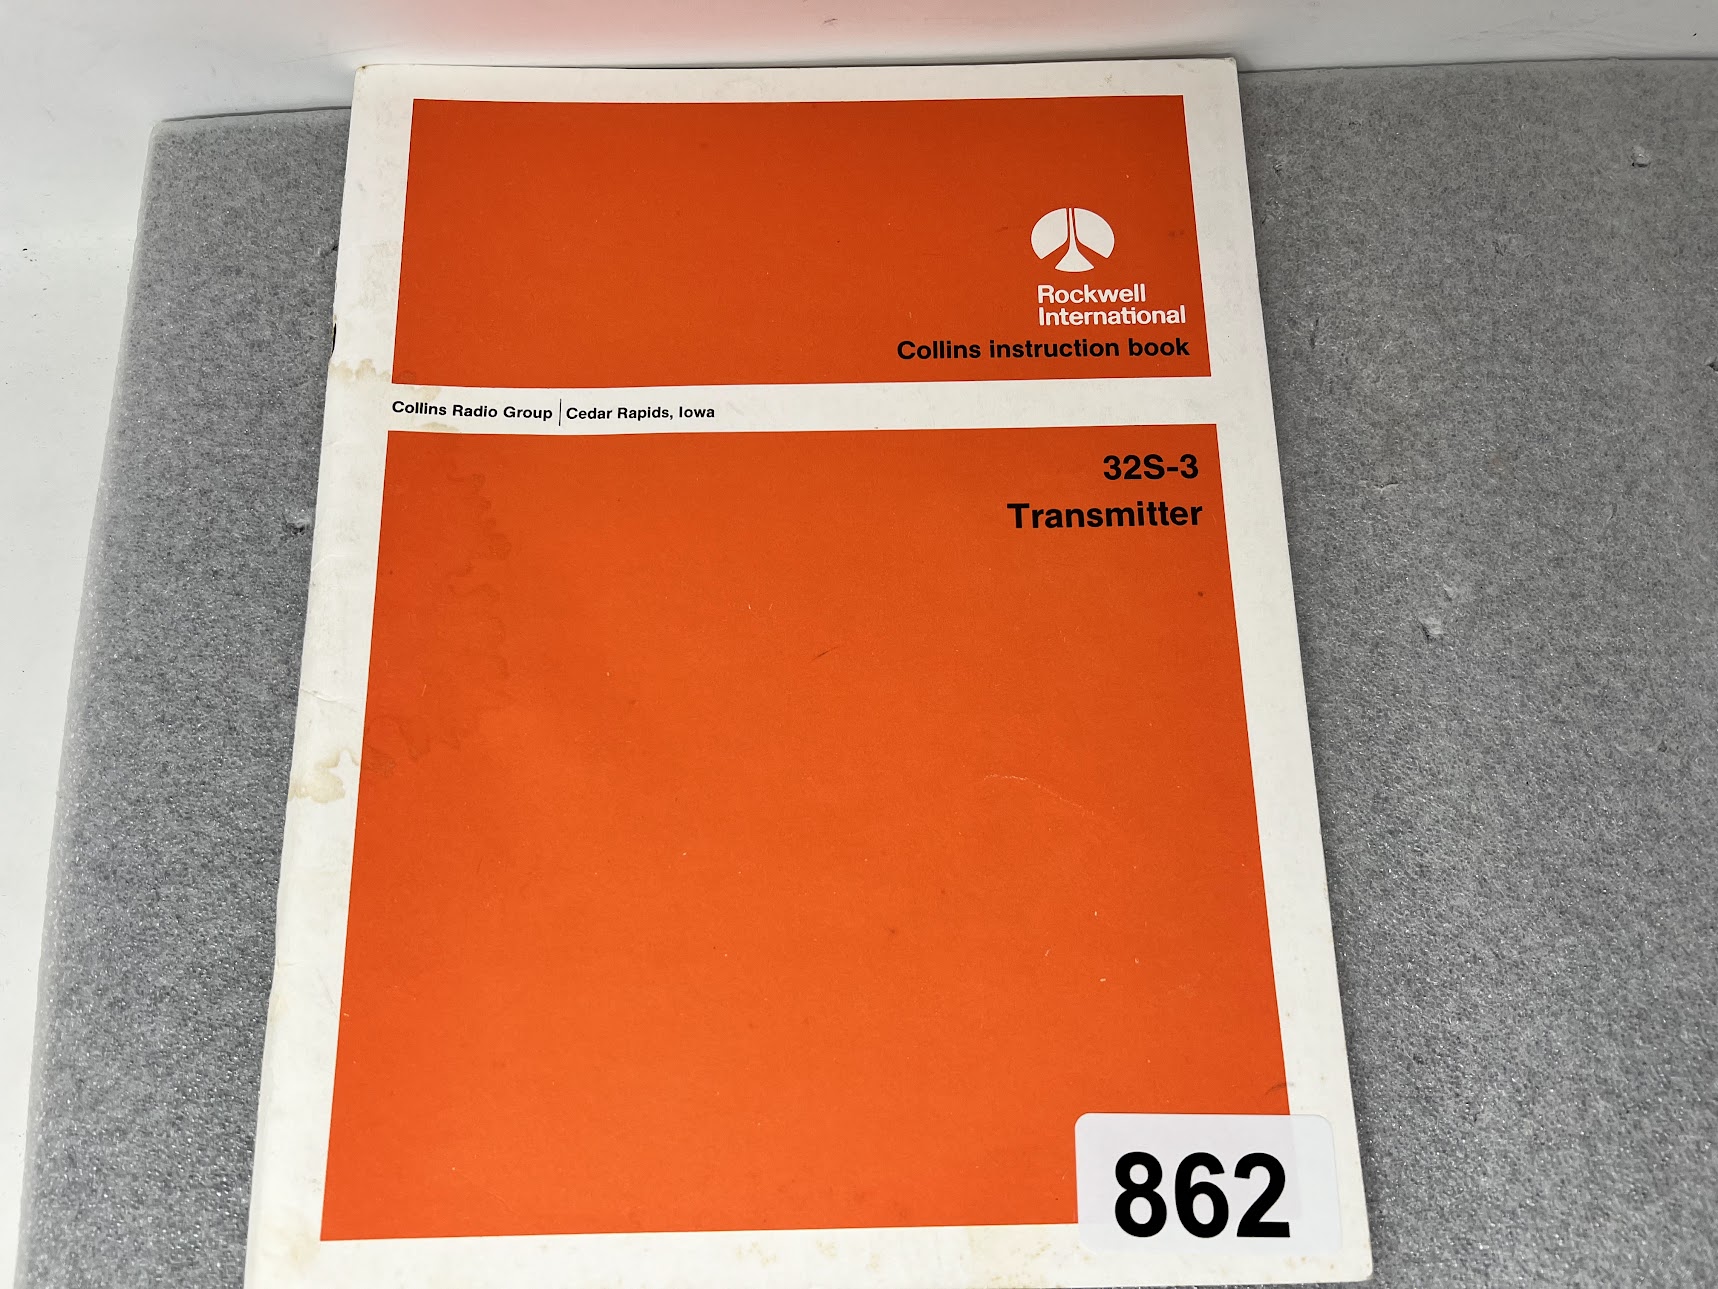 Rockwell
International
Collins instruction book
Collins Radio Group | Cedar Rapids, Iowa
32S-3
Transmitter
862